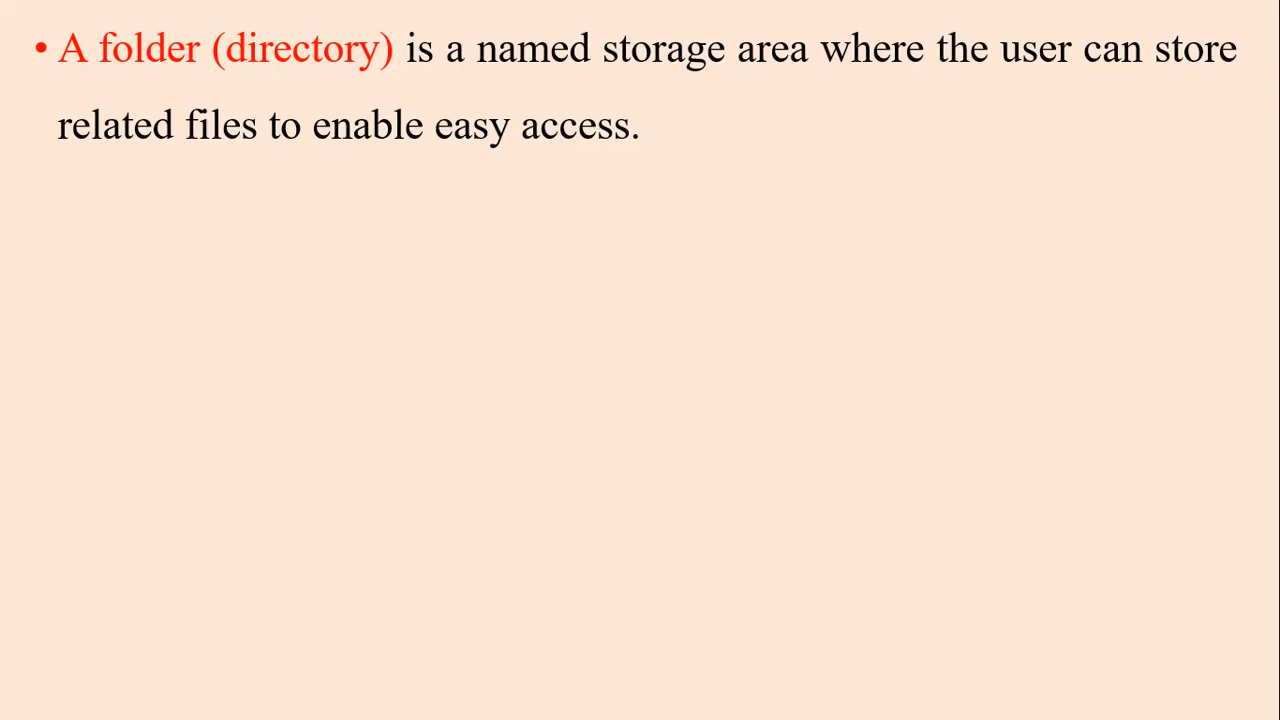 • A folder (directory) is a named storage area where the user can store
related files to enable easy access.